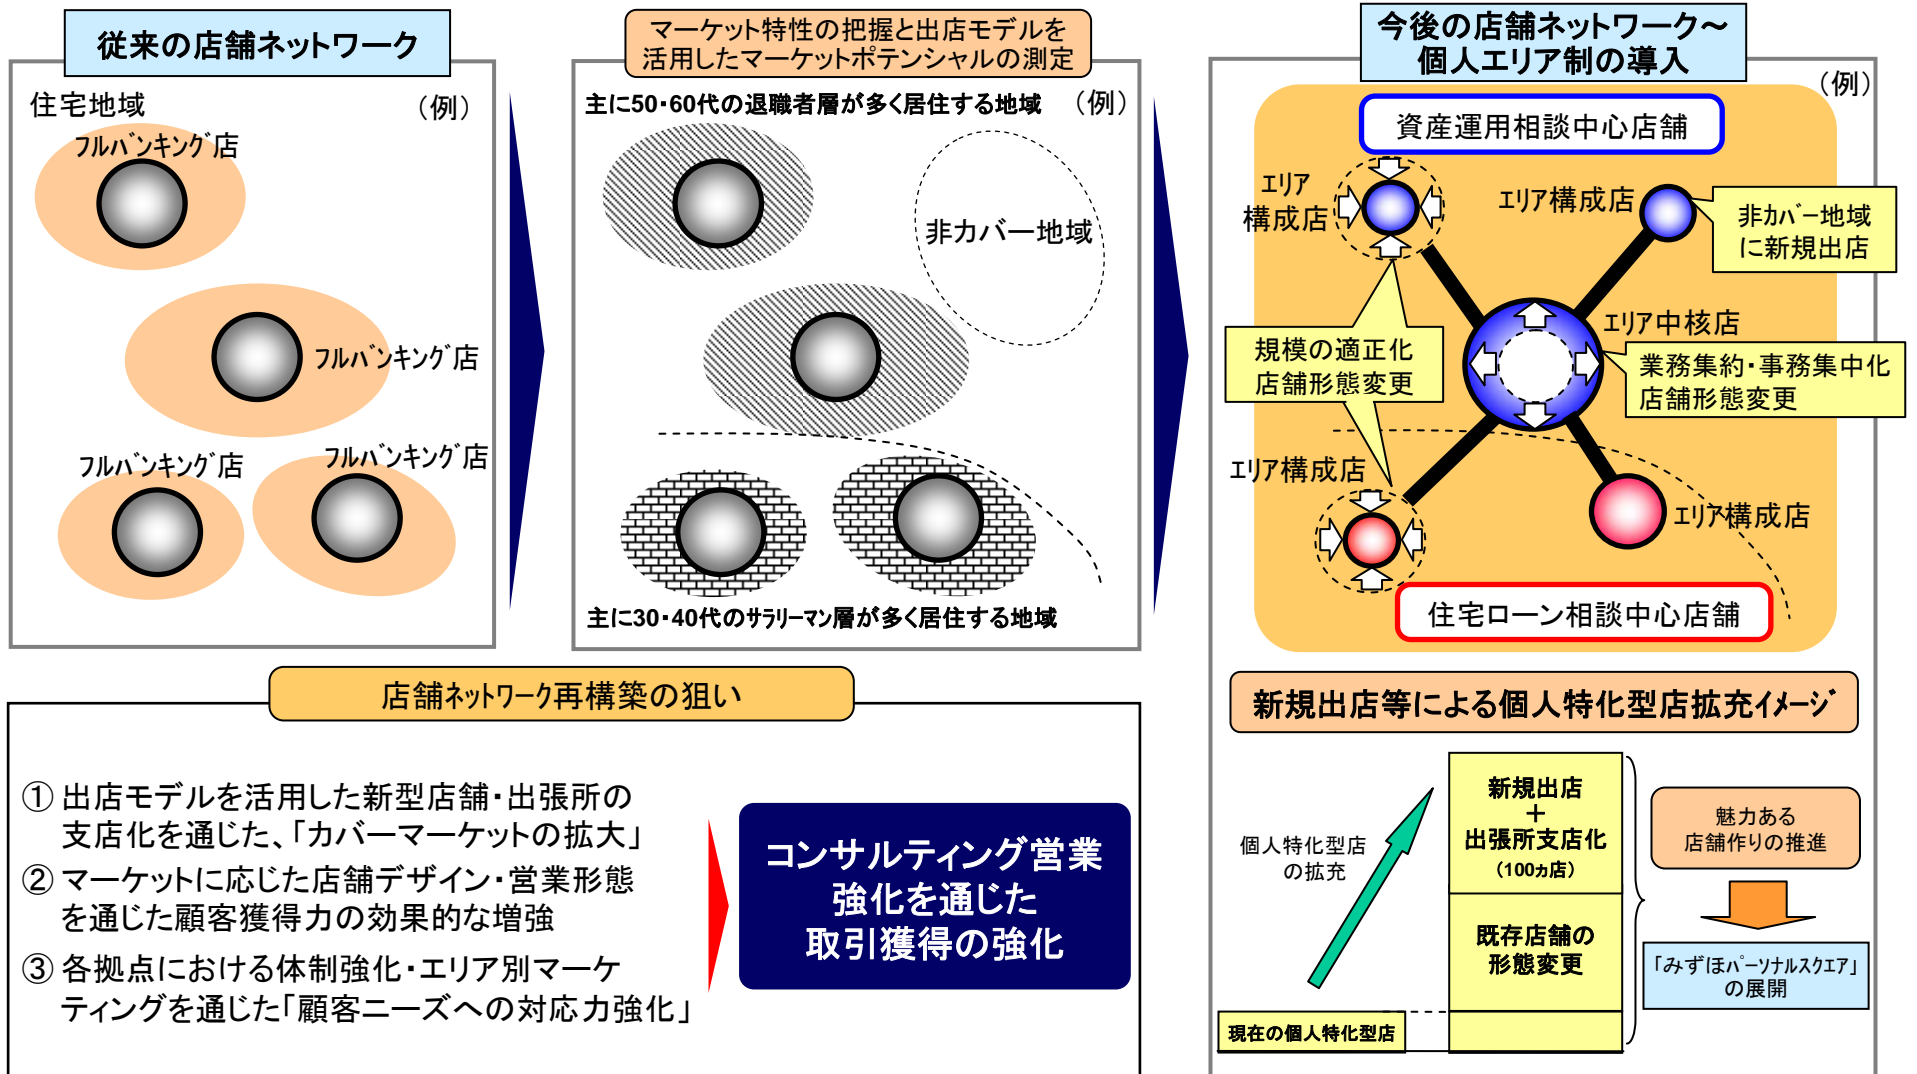 従来の店舗ネットワーク
住宅地域
（例）
フルバンキング店
フルバンキング店
フルバンキング店
フルバンキング店
マーケット特性の把握と出店モデルを
活用したマーケットポテンシャルの測定
主に50・60代の退職者層が多く居住する地域
（例）
非カバー地域
主に30・40代のサラリーマン層が多く居住する地域
今後の店舗ネットワーク～
個人エリア制の導入
（例）
資産運用相談中心店舗
エリア
構成店
エリア構成店
非カバー地域
に新規出店
エリア中核店
規模の適正化
店舗形態変更
業務集約・事務集中化
店舗形態変更
エリア構成店
エリア構成店
住宅ローン相談中心店舗
店舗ネットワーク再構築の狙い
① 出店モデルを活用した新型店舗・出張所の
支店化を通じた、「カバーマーケットの拡大」
② マーケットに応じた店舗デザイン・営業形態
を通じた顧客獲得力の効果的な増強
③ 各拠点における体制強化・エリア別マーケ
ティングを通じた「顧客ニーズへの対応力強化」
コンサルティング営業
強化を通じた
取引獲得の強化
新規出店等による個人特化型店拡充イメージ
個人特化型店
の拡充
新規出店
＋
出張所支店化
（100ヵ店）
既存店舗の
形態変更
現在の個人特化型店
魅力ある
店舗作りの推進
「みずほパーソナルスクエア」
の展開